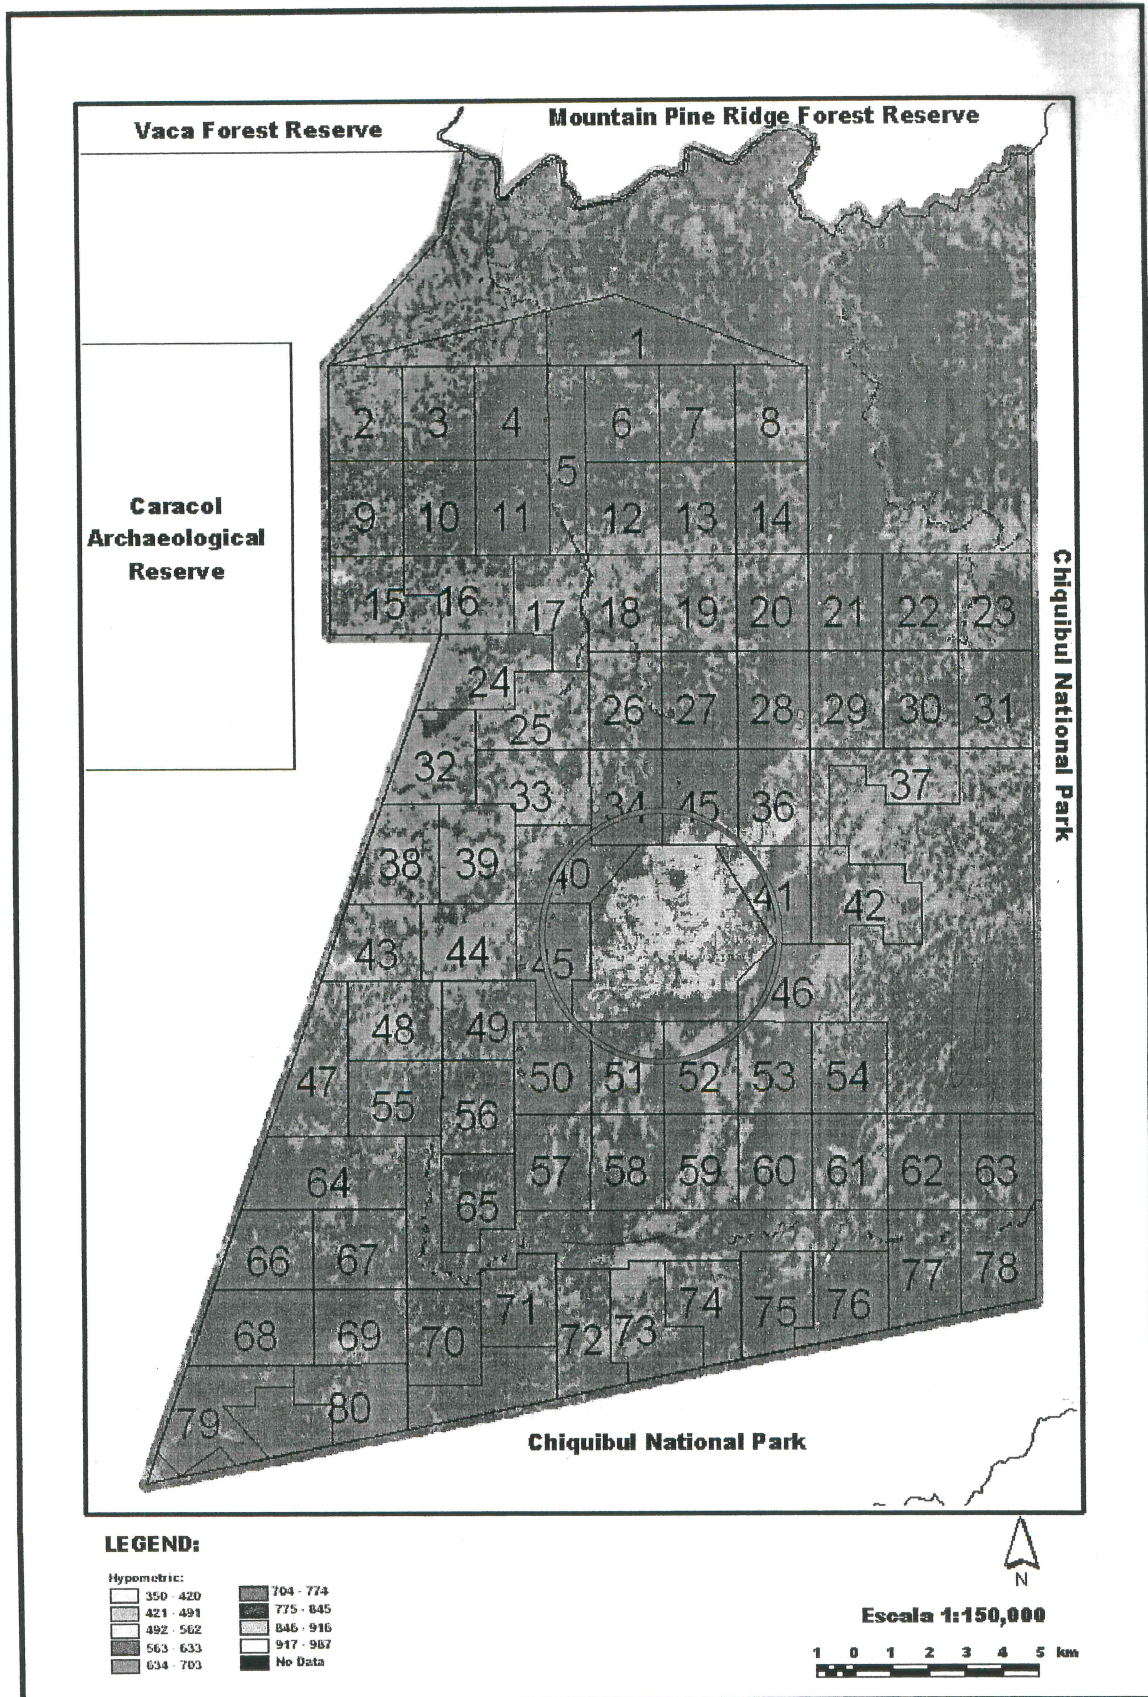 Vaca Forest Reserve
Mountain Pine Ridge Forest Reserve
1
2 3 4 6 7 8
5
Caracol
Archaeological
Reserve
9 10 11 12 13 14
15 16 17 18 19 20 21 22 23
Chiquibul National Park
24
25 26 27 28 29 30 31
32 33 34 45 36 37
38 39 40 41 42
43 44 45 46
47 48 49
50 51 52 53 54
55 56
57 58 59 60 61 62 63
64 65
66 67
68 69 70 71 72 73 74 75 76 77 78
79 80
Chiquibul National Park
LEGEND:
Hypometric:
350 - 420
421 - 491
492 - 562
563 - 633
634 - 703
704 - 774
775 - 845
846 - 916
917 - 987
No Data
N
Escala 1:150,000
1 0 1 2 3 4 5 km